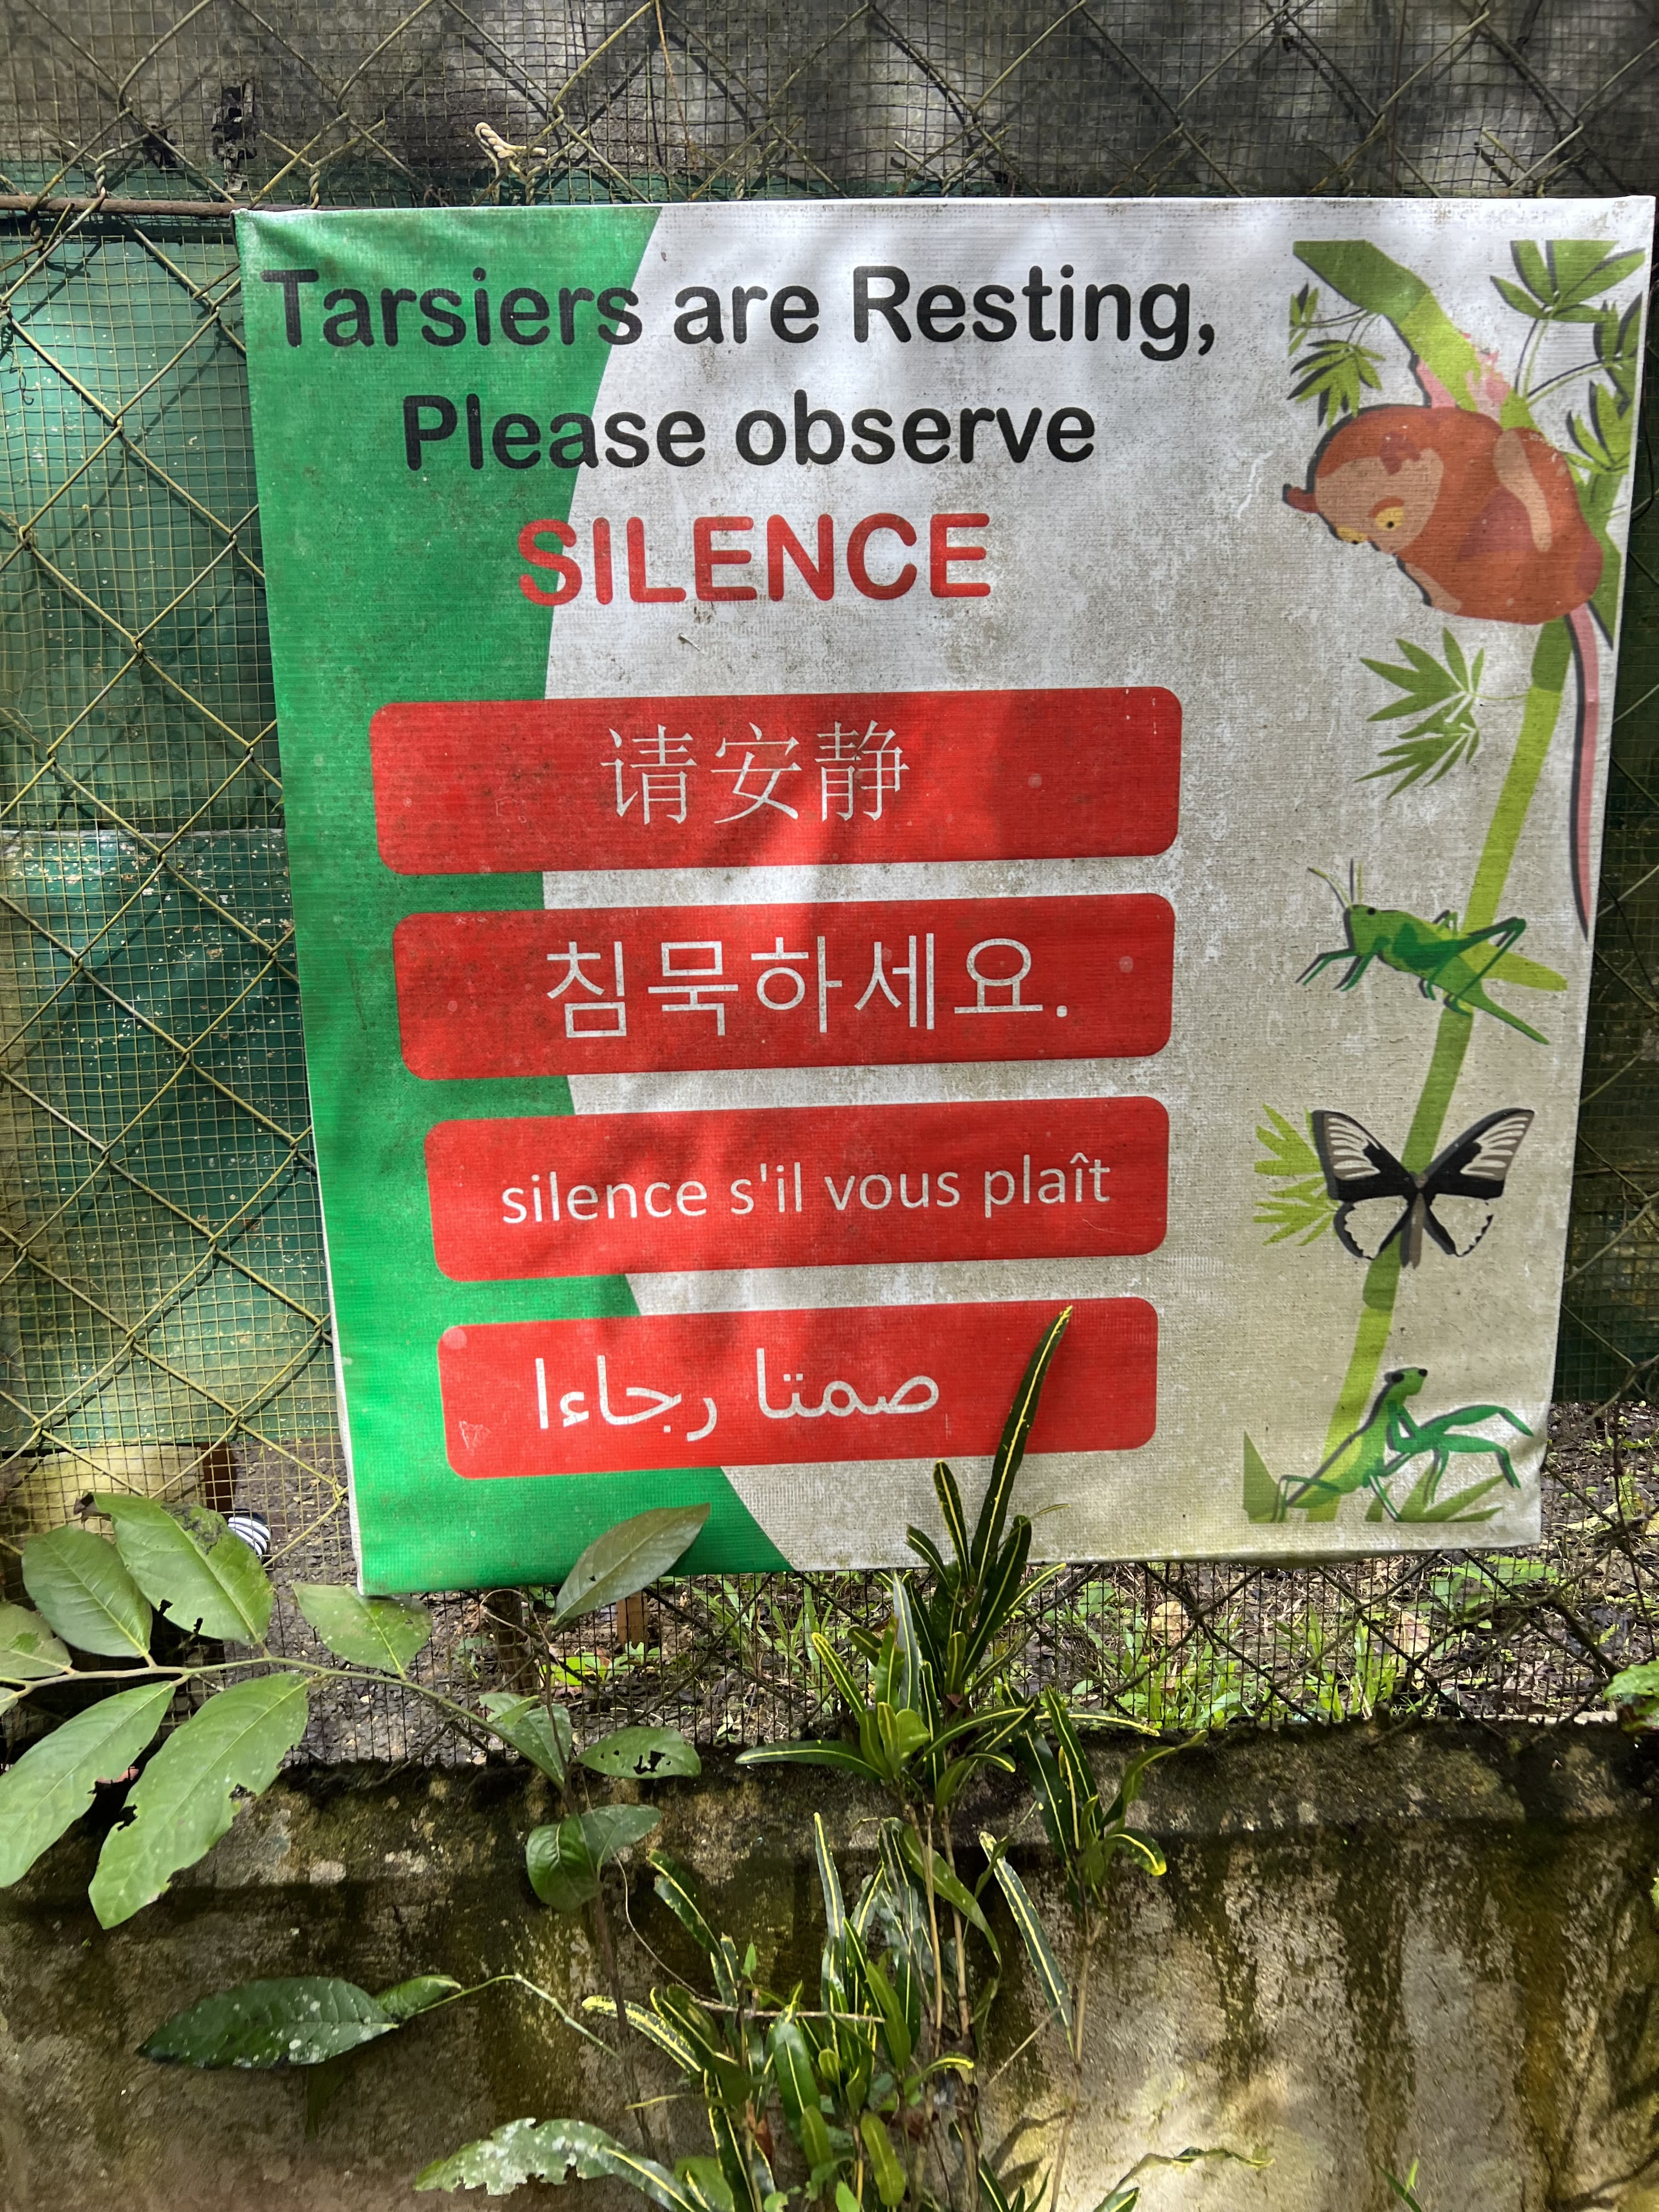 Tarsiers are Resting,
Please observe
SILENCE
请安静
침묵하세요.
silence s'il vous plaît
صمتا رجاءا